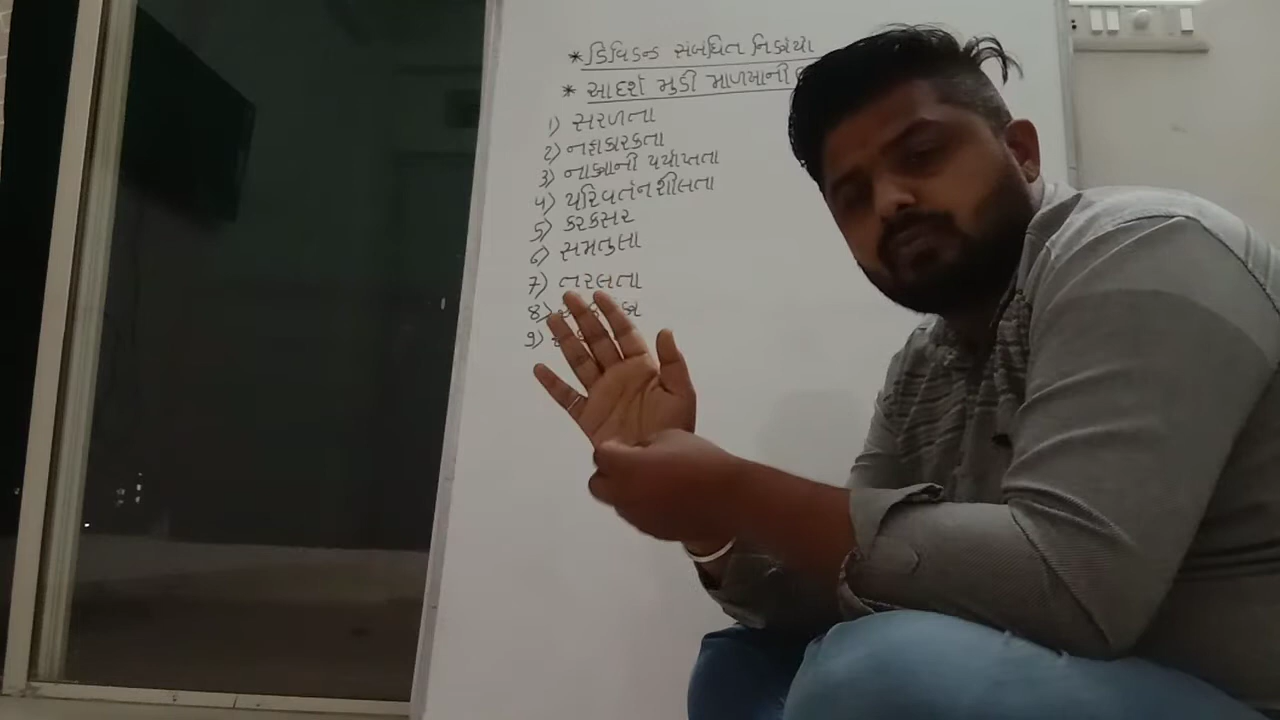 * ડિવિડન્ડ સંબંધિત નિર્ણયો
* આદર્શ મુડી માળખાની
1) સરળતા
2) નફાકારકતા
3) નાણાની પર્યાપ્તતા
4) પરિવર્તનશીલતા
5) કરકસર
6) સમતુલા
7) તરલતા
8)
9)